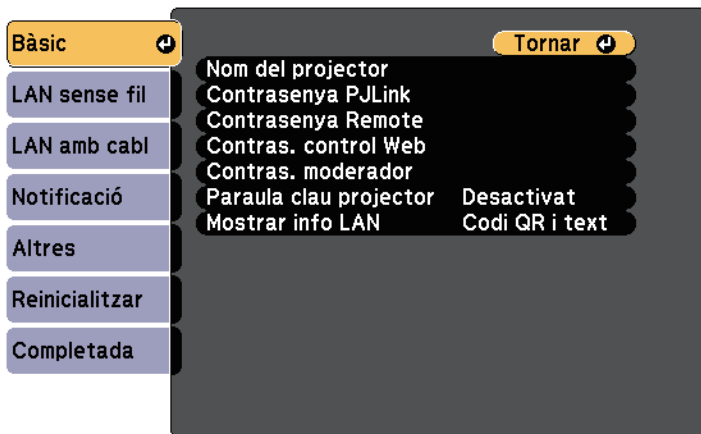 Bàsic
LAN sense fil
LAN amb cabl
Notificació
Altres
Reinicialitzar
Completada
Tornar
Nom del projector
Contrasenya PJLink
Contrasenya Remote
Contras. control Web
Contras. moderador
Paraula clau projector Desactivat
Mostrar info LAN Codi QR i text